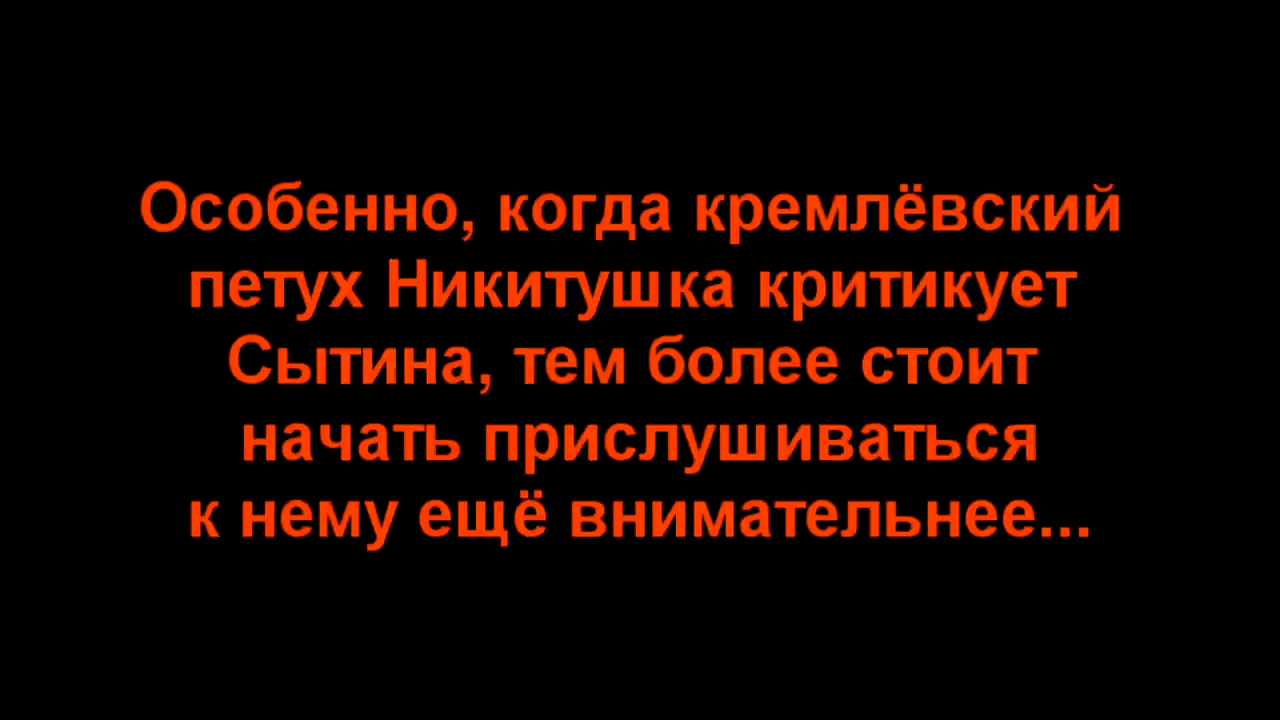 Особенно, когда кремлёвский
петух Никитушка критикует
Сытина, тем более стоит
начать прислушиваться
к нему ещё внимательнее...